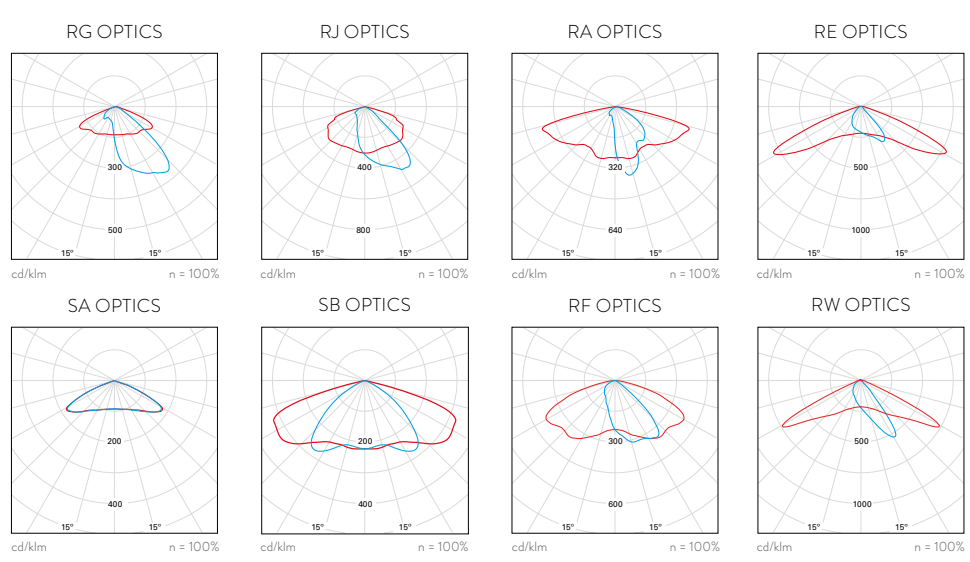 RG OPTICS
RJ OPTICS
RA OPTICS
RE OPTICS
300
400
320
500
500
800
640
1000
15° 15°
15° 15°
15° 15°
15° 15°
cd/klm n = 100%
cd/klm n = 100%
cd/klm n = 100%
cd/klm n = 100%
SA OPTICS
SB OPTICS
RF OPTICS
RW OPTICS
200
200
300
500
400
400
600
1000
15° 15°
15° 15°
15° 15°
15° 15°
cd/klm n = 100%
cd/klm n = 100%
cd/klm n = 100%
cd/klm n = 100%